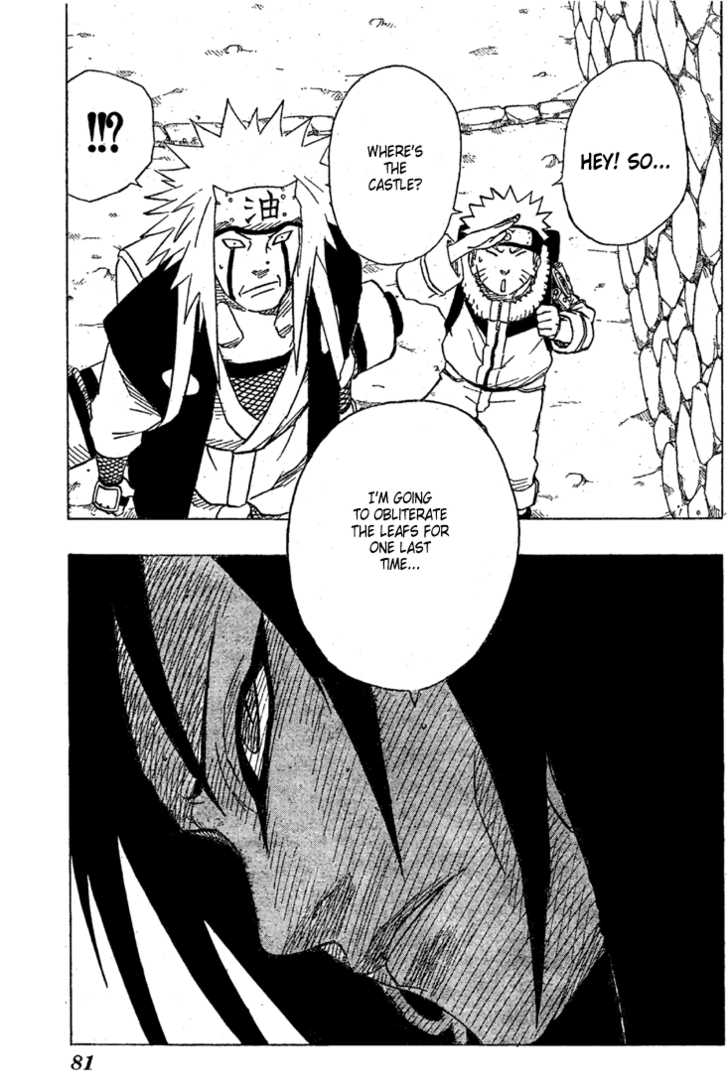 HEY! SO...
WHERE'S
THE
CASTLE?
!!?
油
I'M GOING
TO OBLITERATE
THE LEAFS FOR
ONE LAST
TIME...
81